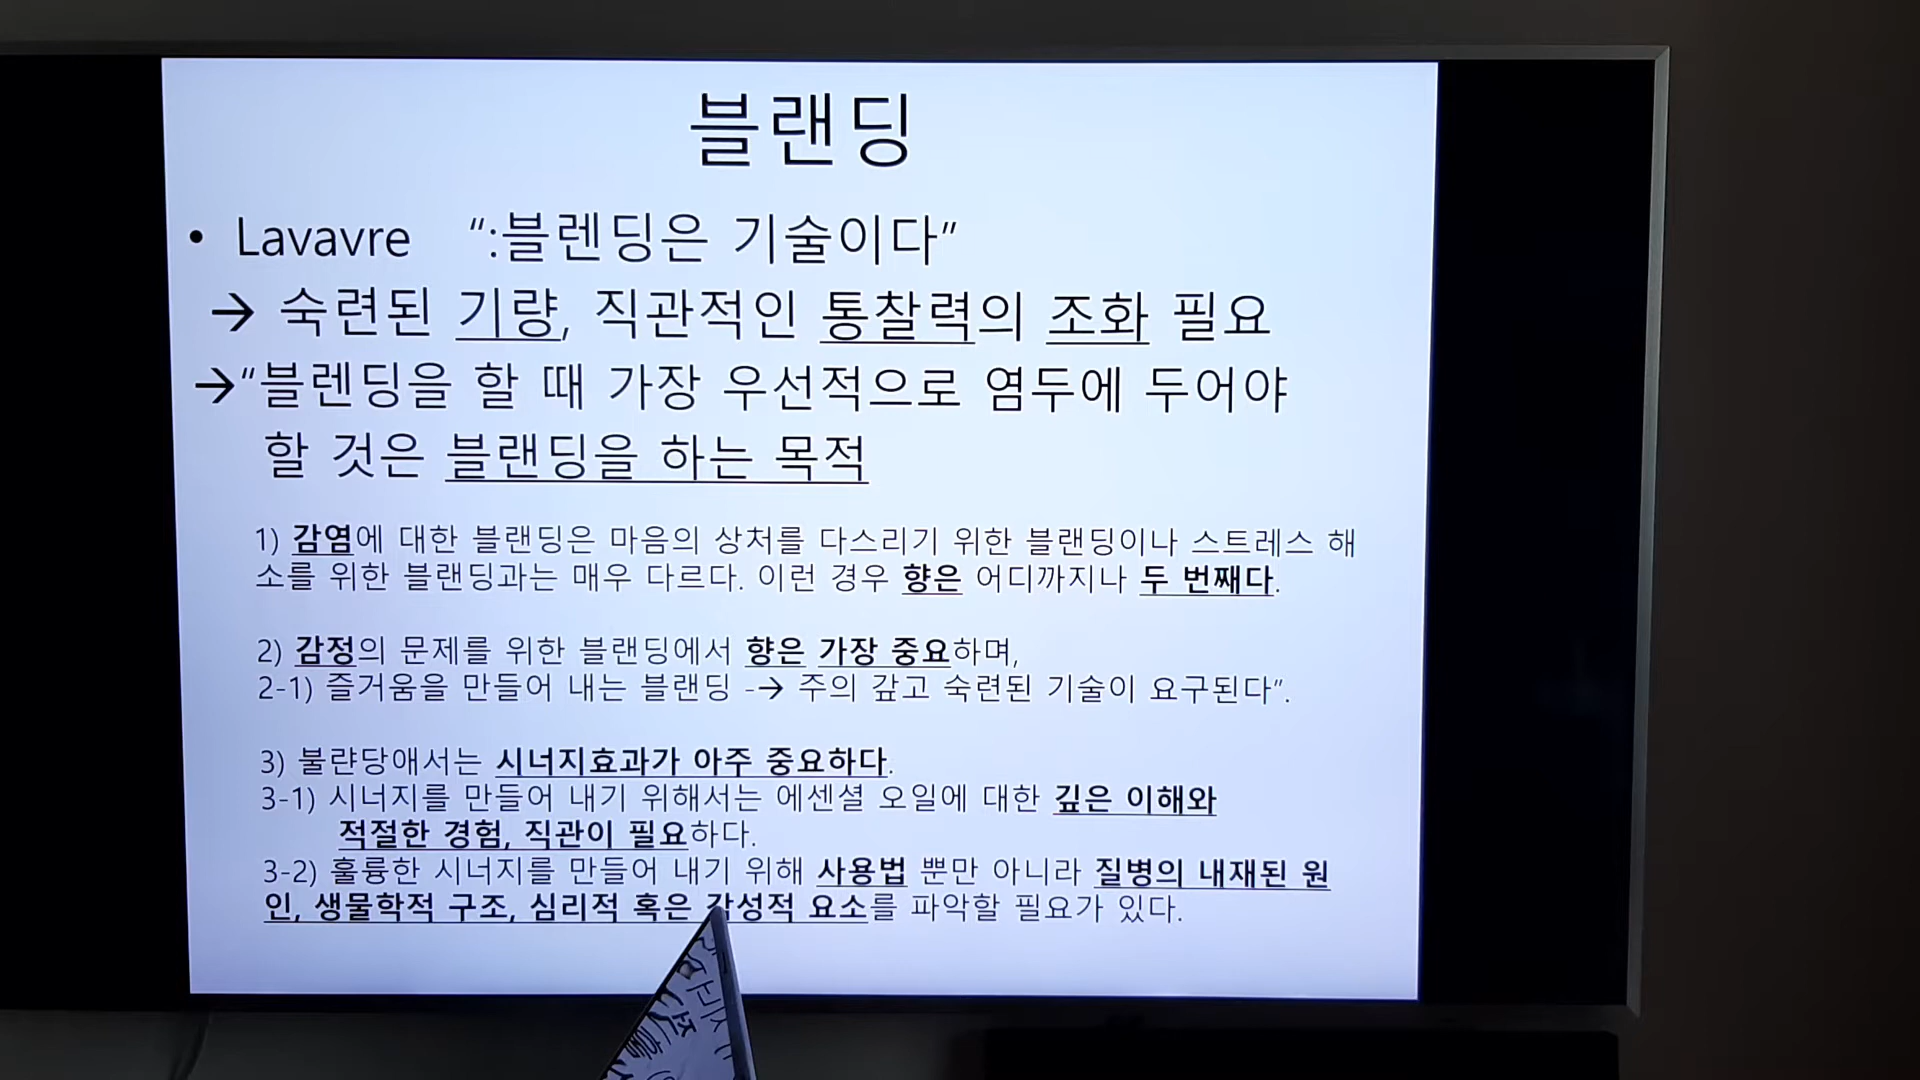 블랜딩
• Lavavre “:블렌딩은 기술이다”
→ 숙련된 기량, 직관적인 통찰력의 조화 필요
→“블렌딩을 할 때 가장 우선적으로 염두에 두어야
할 것은 블랜딩을 하는 목적
1) 감염에 대한 블랜딩은 마음의 상처를 다스리기 위한 블랜딩이나 스트레스 해
소를 위한 블랜딩과는 매우 다르다. 이런 경우 향은 어디까지나 두 번째다.
2) 감정의 문제를 위한 블랜딩에서 향은 가장 중요하며,
2-1) 즐거움을 만들어 내는 블랜딩 -→ 주의 갚고 숙련된 기술이 요구된다”.
3) 불랸당애서는 시너지효과가 아주 중요하다.
3-1) 시너지를 만들어 내기 위해서는 에센셜 오일에 대한 깊은 이해와
적절한 경험, 직관이 필요하다.
3-2) 훌륭한 시너지를 만들어 내기 위해 사용법 뿐만 아니라 질병의 내재된 원
인, 생물학적 구조, 심리적 혹은 각성적 요소를 파악할 필요가 있다.